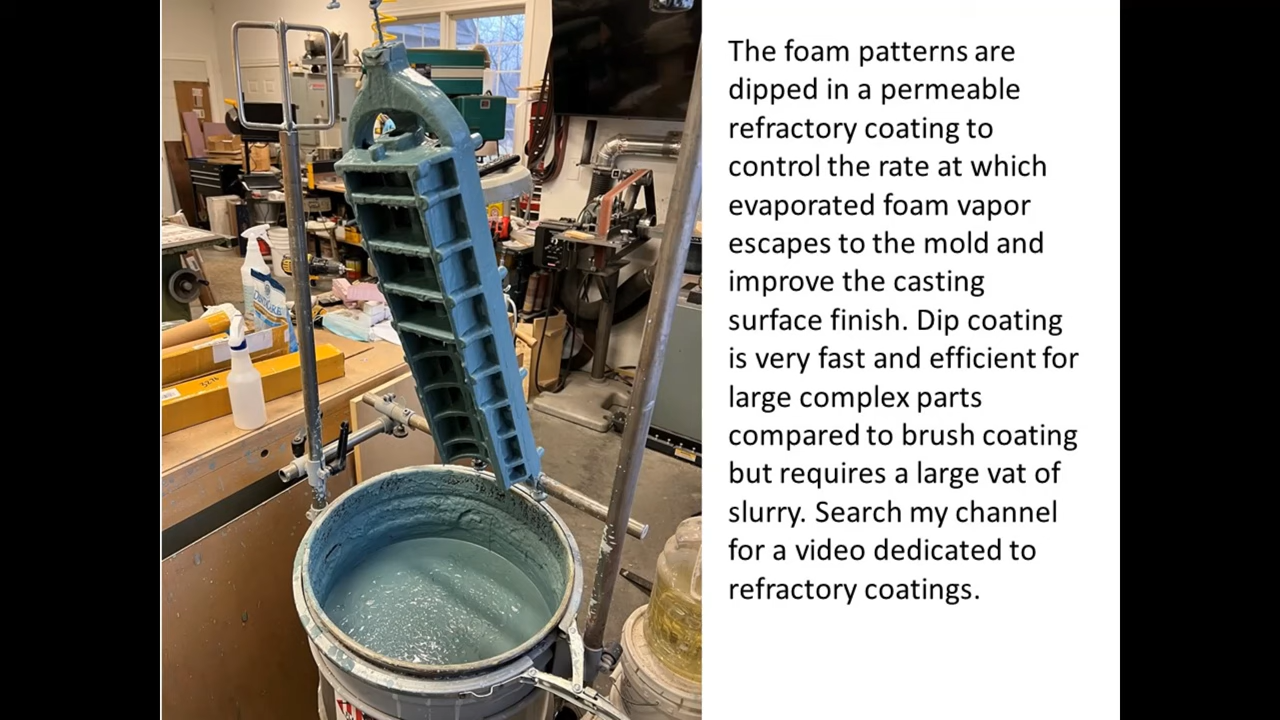 The foam patterns are
dipped in a permeable
refractory coating to
control the rate at which
evaporated foam vapor
escapes to the mold and
improve the casting
surface finish. Dip coating
is very fast and efficient for
large complex parts
compared to brush coating
but requires a large vat of
slurry. Search my channel
for a video dedicated to
refractory coatings.